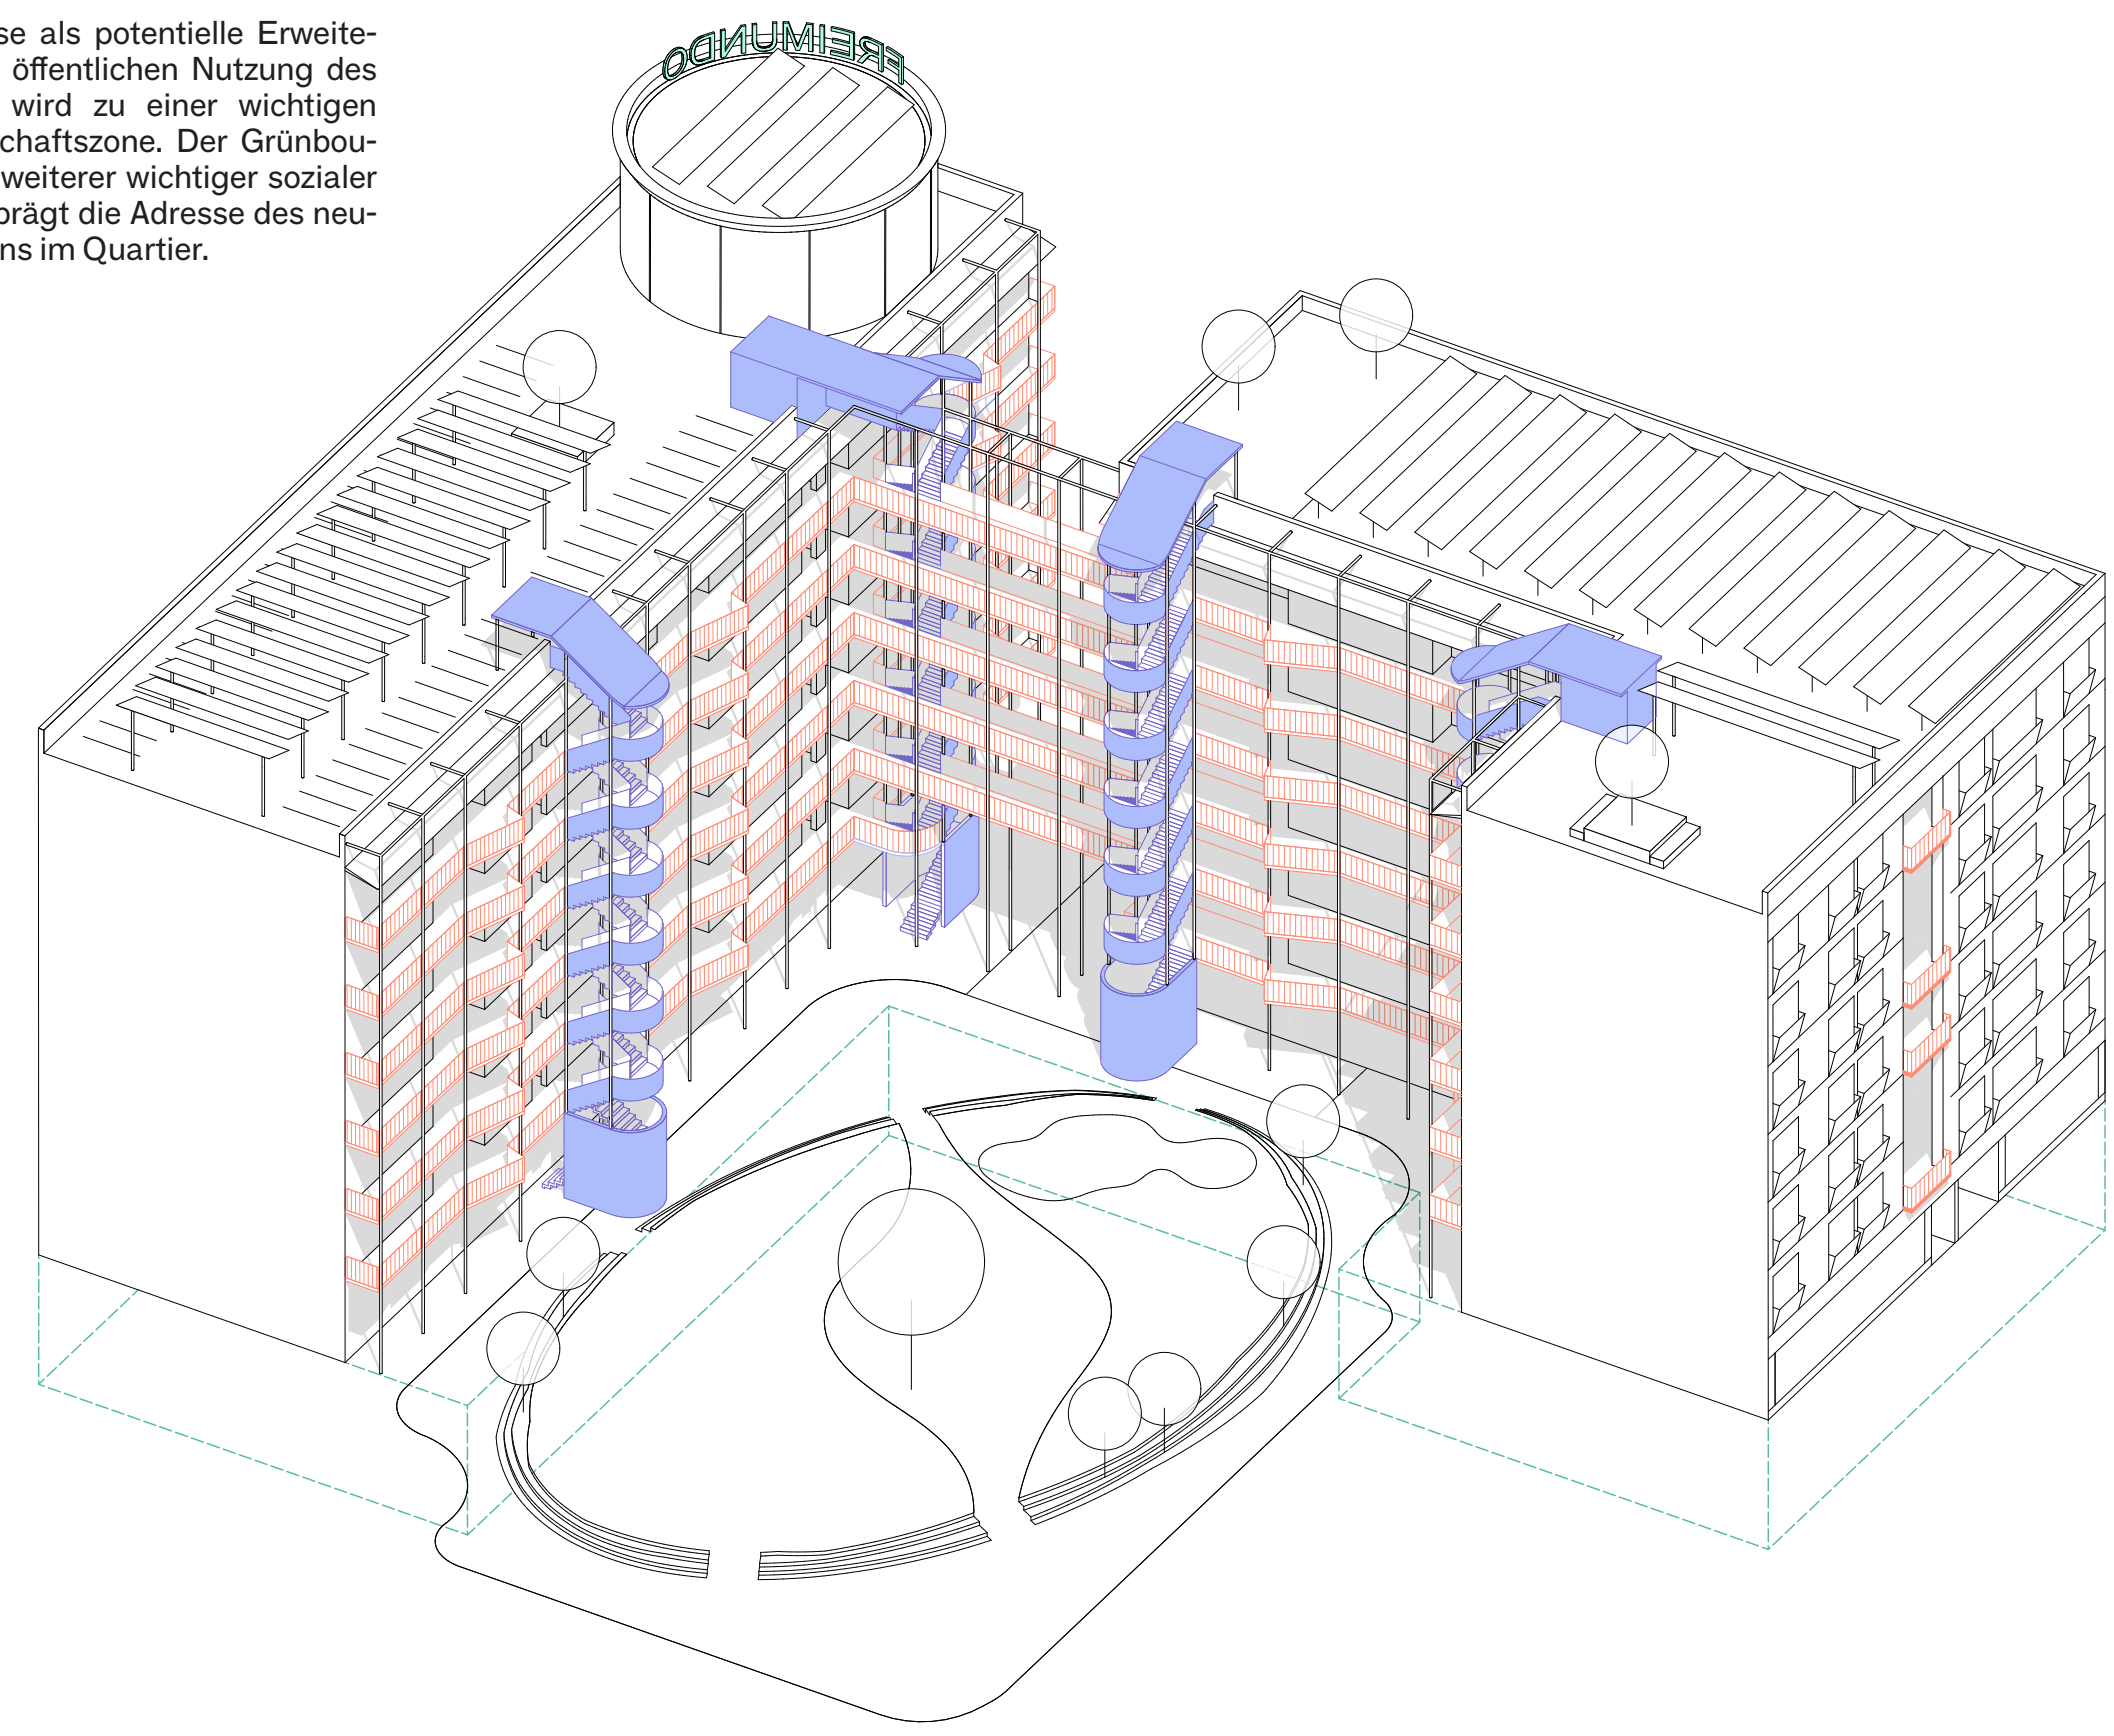 se als potentielle Erweite-
öffentlichen Nutzung des
wird zu einer wichtigen
chaftszone. Der Grünbou-
weiterer wichtiger sozialer
prägt die Adresse des neu-
ns im Quartier.
FREIMUNDO